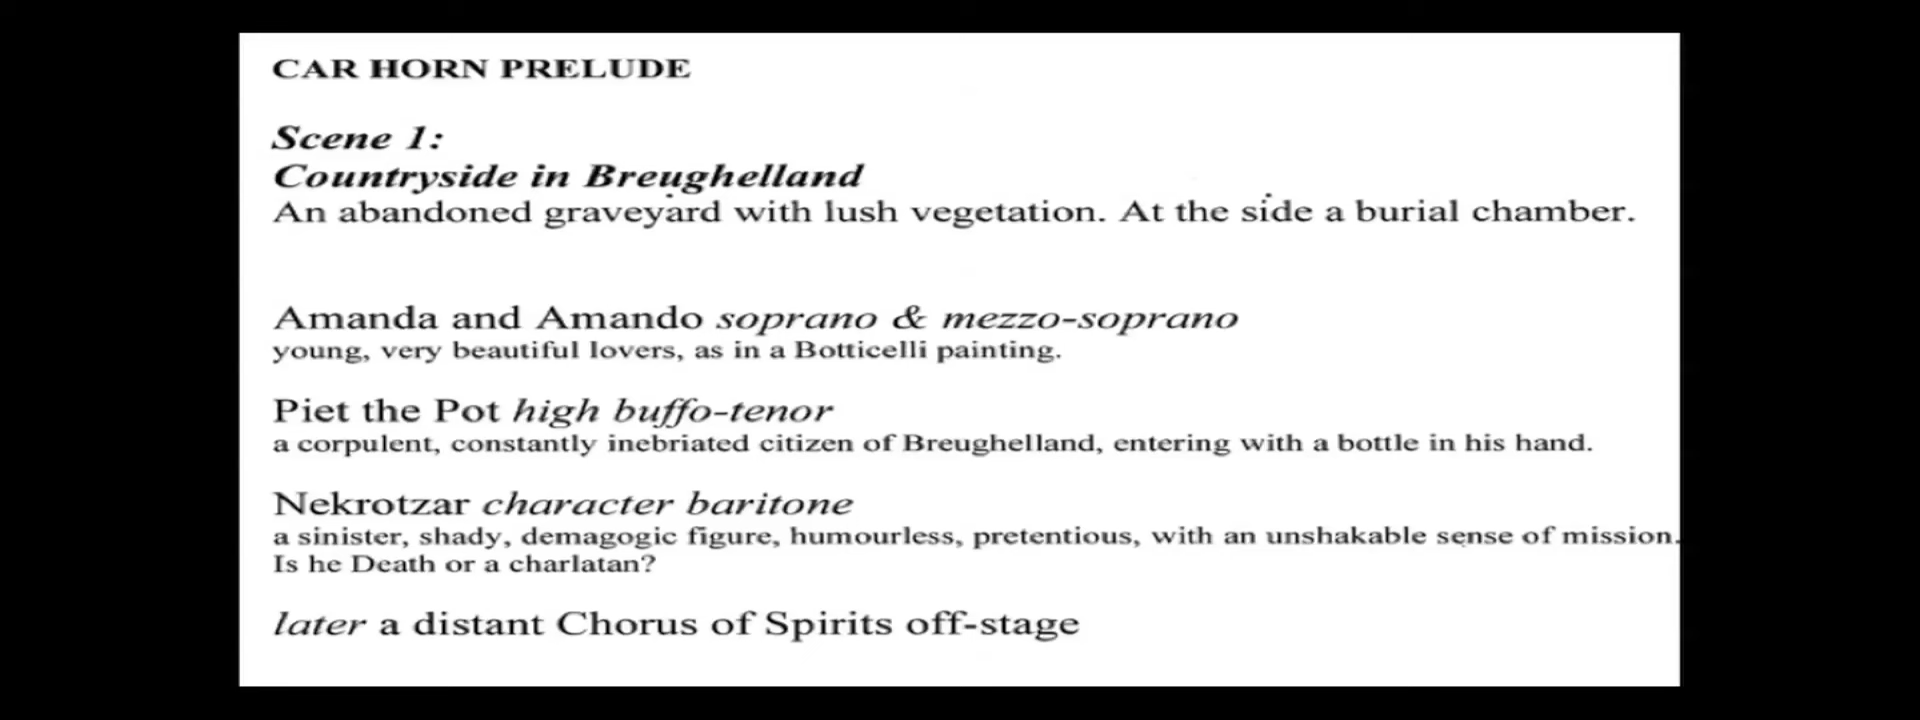 CAR HORN PRELUDE
Scene 1:
Countryside in Breughelland
An abandoned graveyard with lush vegetation. At the side a burial chamber.
Amanda and Amando soprano & mezzo-soprano
young, very beautiful lovers, as in a Botticelli painting.
Piet the Pot high buffo-tenor
a corpulent, constantly inebriated citizen of Breughelland, entering with a bottle in his hand.
Nekrotzar character baritone
a sinister, shady, demagogic figure, humourless, pretentious, with an unshakable sense of mission.
Is he Death or a charlatan?
later a distant Chorus of Spirits off-stage